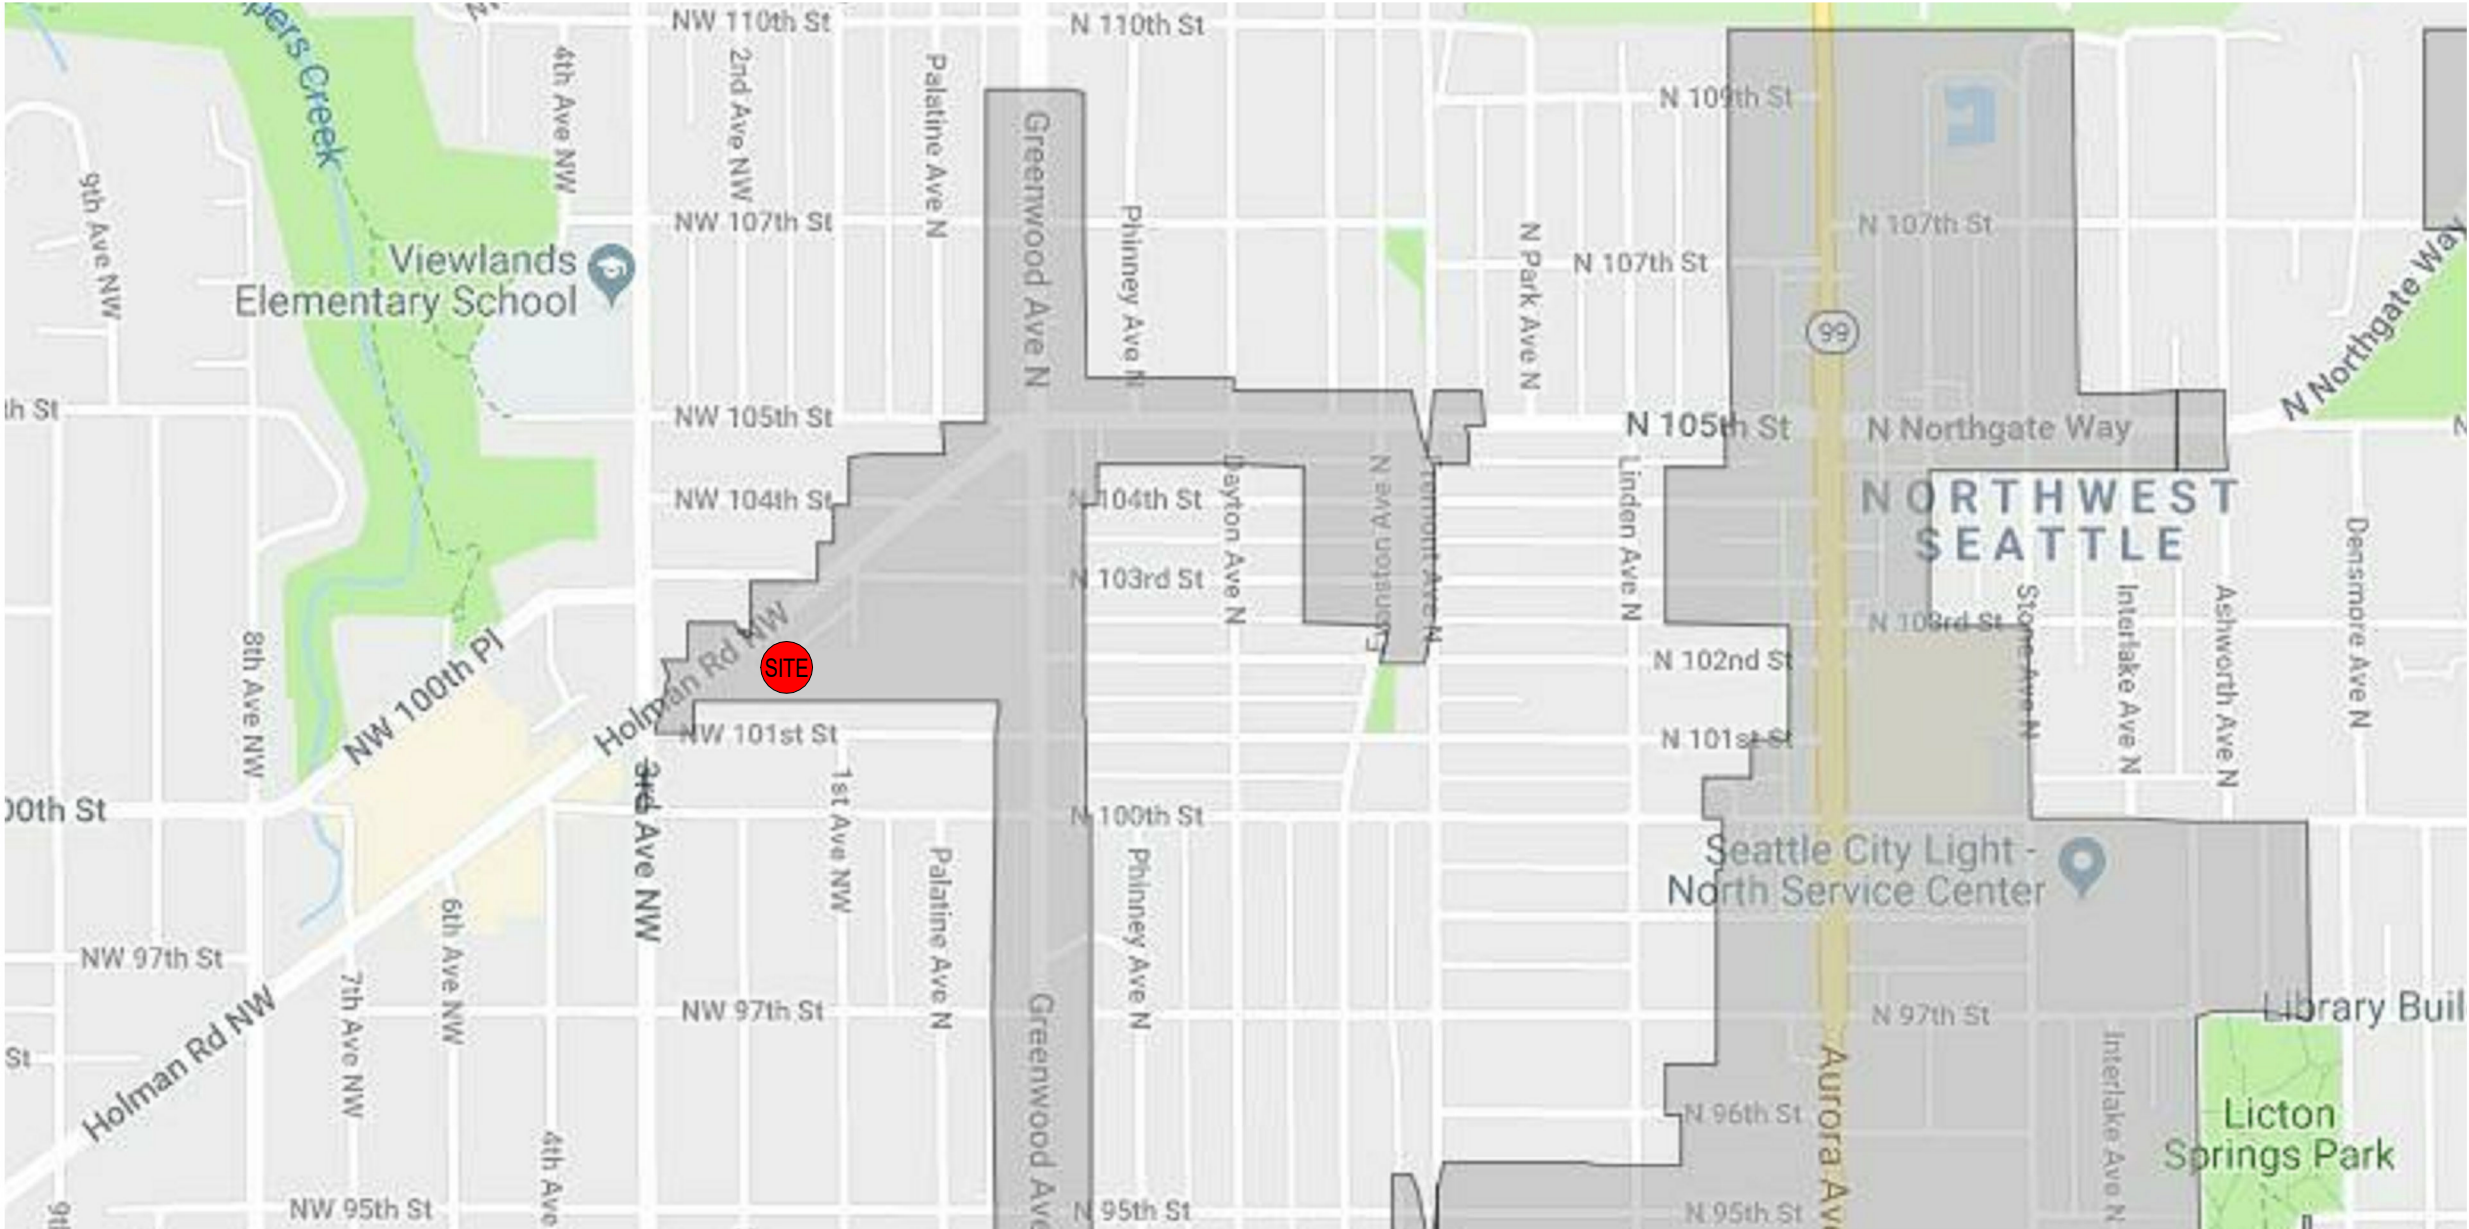 NW 110th St
N 110th St
4th Ave NW
2nd Ave NW
Palatine Ave N
Greenwood Ave N
N 109th St
9th Ave NW
Phinney Ave N
NW 107th St
N 107th St
N 107th St
N Park Ave N
Viewlands
Elementary School
99
N Northgate Way
th St
NW 105th St
N 105th St
N Northgate Way
NW 104th St
N 104th St
Dayton Ave N
Linden Ave N
NORTHWEST
SEATTLE
Densmore Ave N
N 103rd St
N 103rd St
Stone Ave N
Interlake Ave N
Ashworth Ave N
8th Ave NW
NW 100th Pl
Holman Rd NW
SITE
N 102nd St
Holman Rd NW
NW 101st St
N 101st St
3rd Ave NW
1st Ave NW
00th St
N 100th St
Palatine Ave N
Phinney Ave N
Seattle City Light -
North Service Center
6th Ave NW
NW 97th St
7th Ave NW
NW 97th St
N 97th St
Library Buil
Holman Rd NW
Greenwood Ave
Interlake Ave N
St
Aurora Ave
N 96th St
Licton
Springs Park
4th Ave
NW 95th St
N 95th St
N 95th St